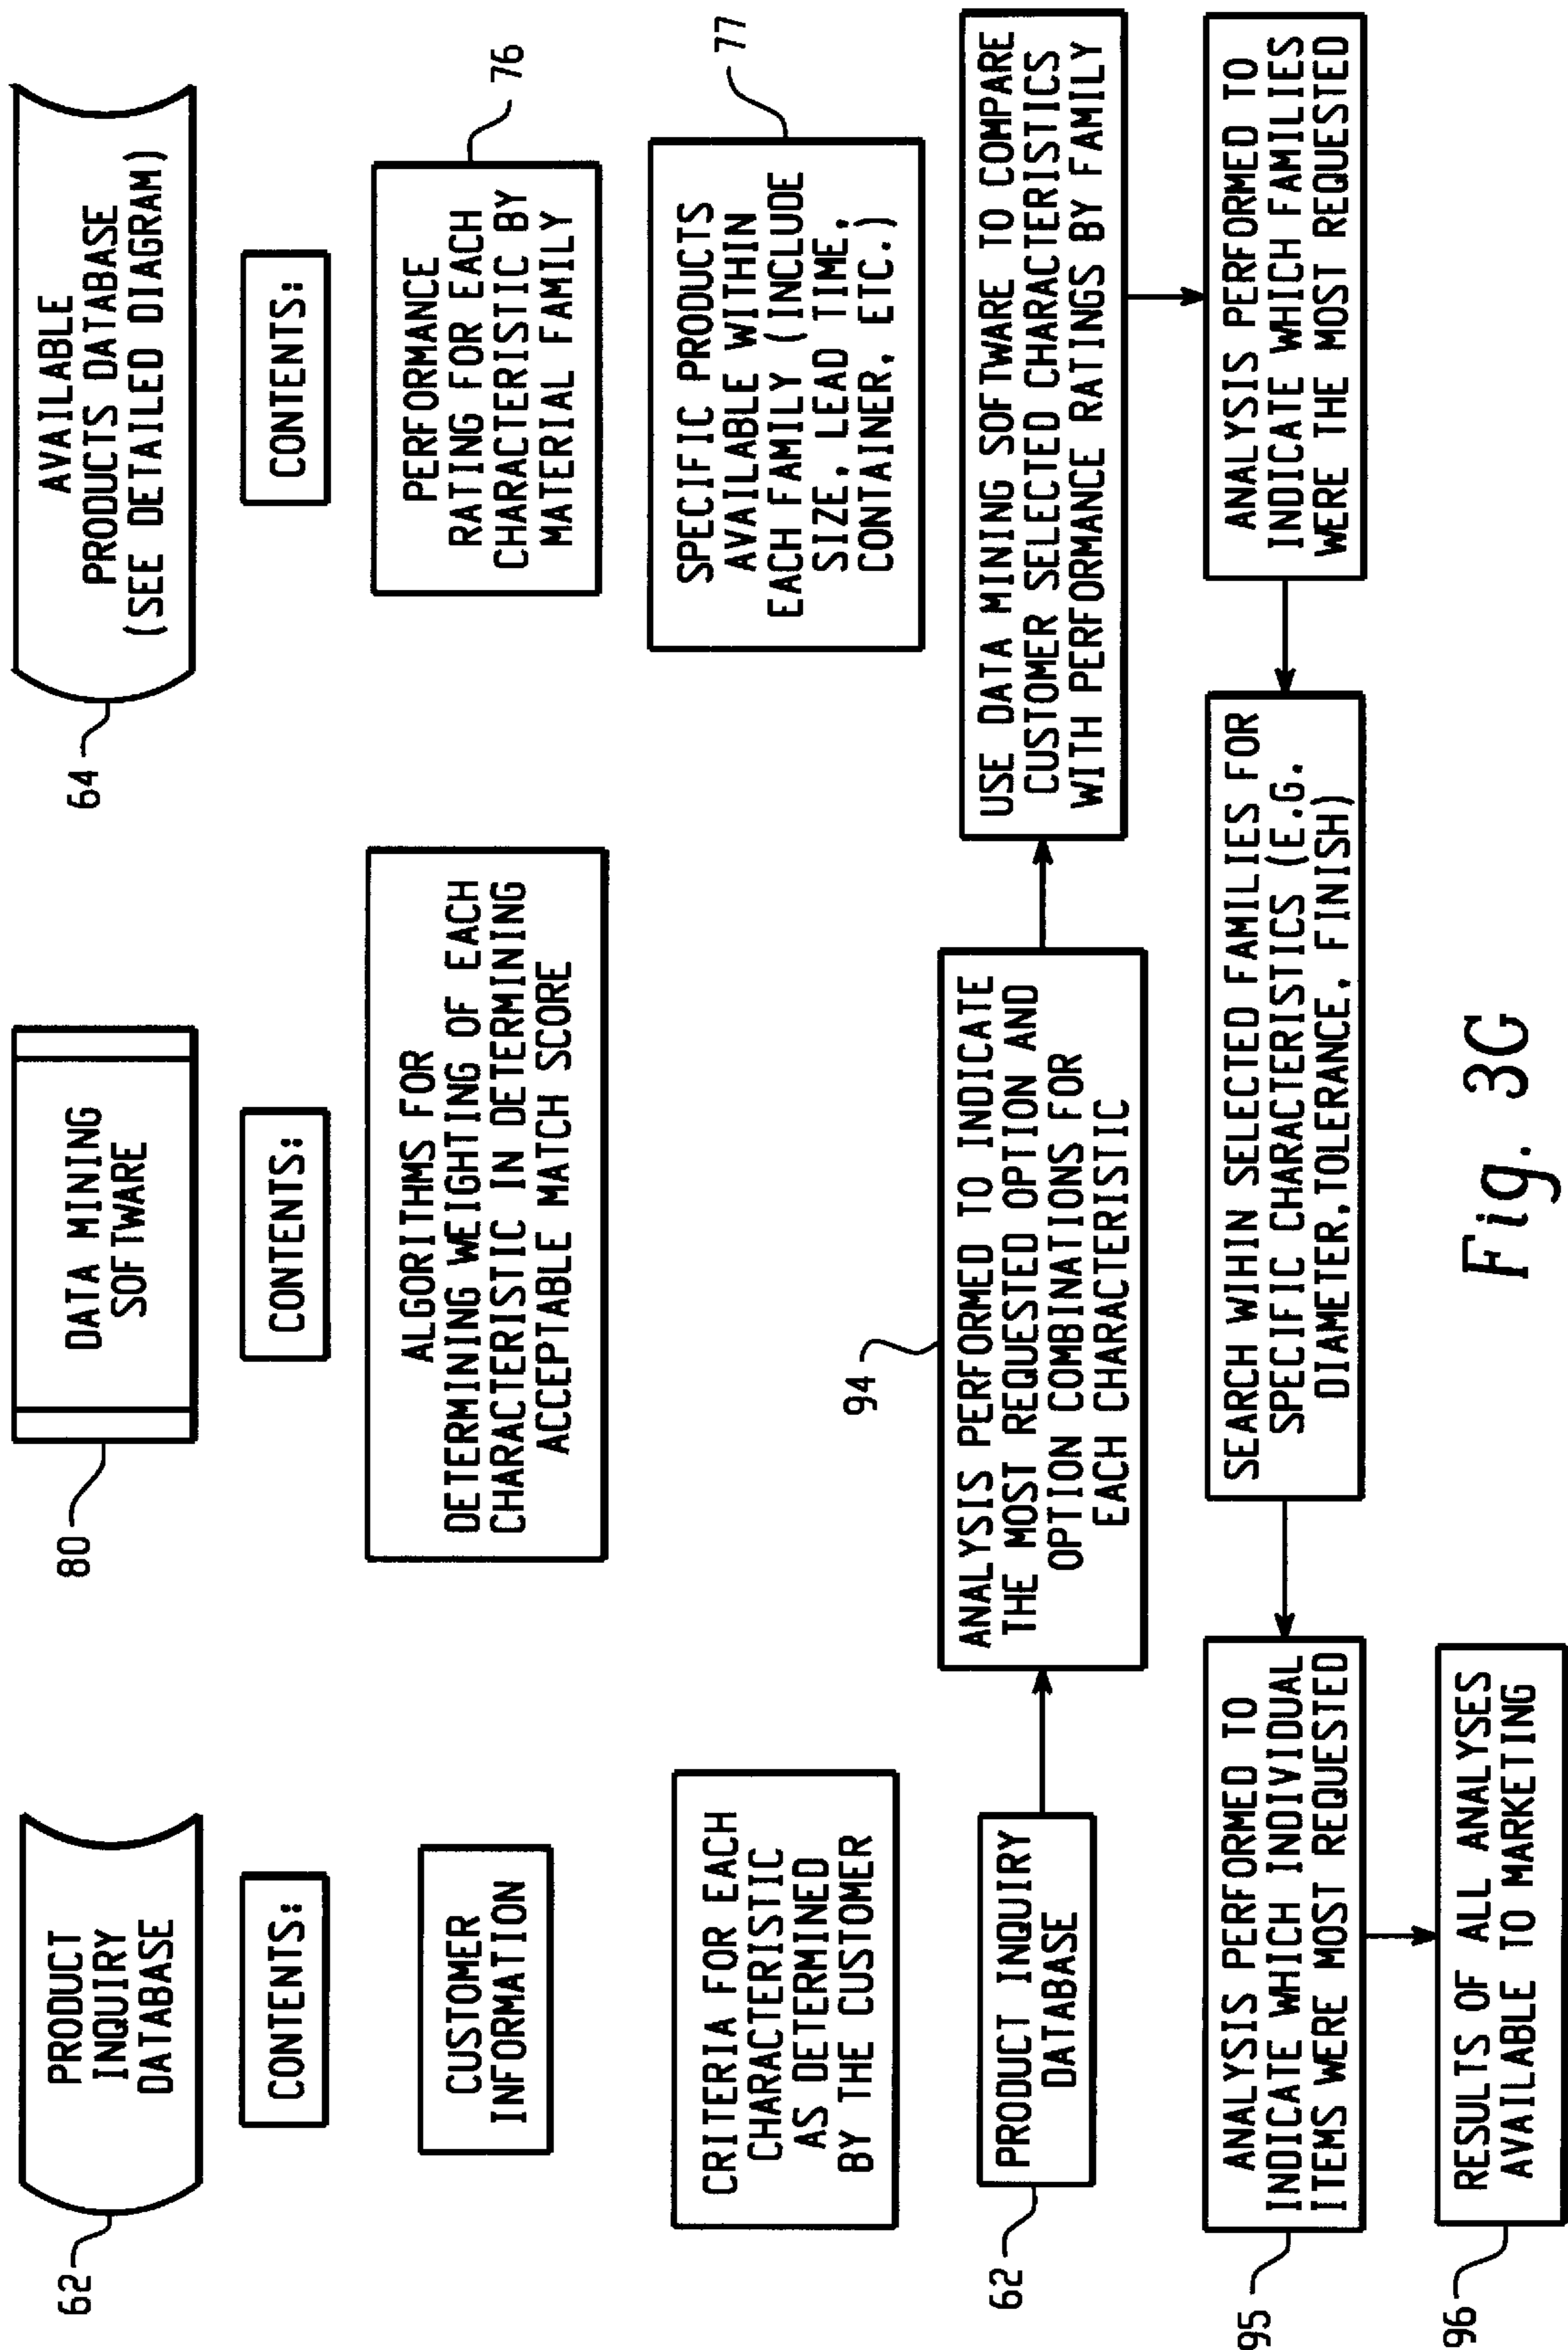 62
PRODUCT
INQUIRY
DATABASE
CONTENTS:
CUSTOMER
INFORMATION
CRITERIA FOR EACH
CHARACTERISTIC
AS DETERMINED
BY THE CUSTOMER
80
DATA MINING
SOFTWARE
CONTENTS:
ALGORITHMS FOR
DETERMINING WEIGHTING OF EACH
CHARACTERISTIC IN DETERMINING
ACCEPTABLE MATCH SCORE
64
AVAILABLE
PRODUCTS DATABASE
(SEE DETAILED DIAGRAM)
CONTENTS:
PERFORMANCE
RATING FOR EACH
CHARACTERISTIC BY
MATERIAL FAMILY
76
SPECIFIC PRODUCTS
AVAILABLE WITHIN
EACH FAMILY (INCLUDE
SIZE, LEAD TIME,
CONTAINER, ETC.)
77
62
PRODUCT INQUIRY
DATABASE
94
ANALYSIS PERFORMED TO INDICATE
THE MOST REQUESTED OPTION AND
OPTION COMBINATIONS FOR
EACH CHARACTERISTIC
USE DATA MINING SOFTWARE TO COMPARE
CUSTOMER SELECTED CHARACTERISTICS
WITH PERFORMANCE RATINGS BY FAMILY
ANALYSIS PERFORMED TO
INDICATE WHICH FAMILIES
WERE THE MOST REQUESTED
SEARCH WITHIN SELECTED FAMILIES FOR
SPECIFIC CHARACTERISTICS (E.G.
DIAMETER,TOLERANCE, FINISH)
95
ANALYSIS PERFORMED TO
INDICATE WHICH INDIVIDUAL
ITEMS WERE MOST REQUESTED
96
RESULTS OF ALL ANALYSES
AVAILABLE TO MARKETING
Fig. 3G